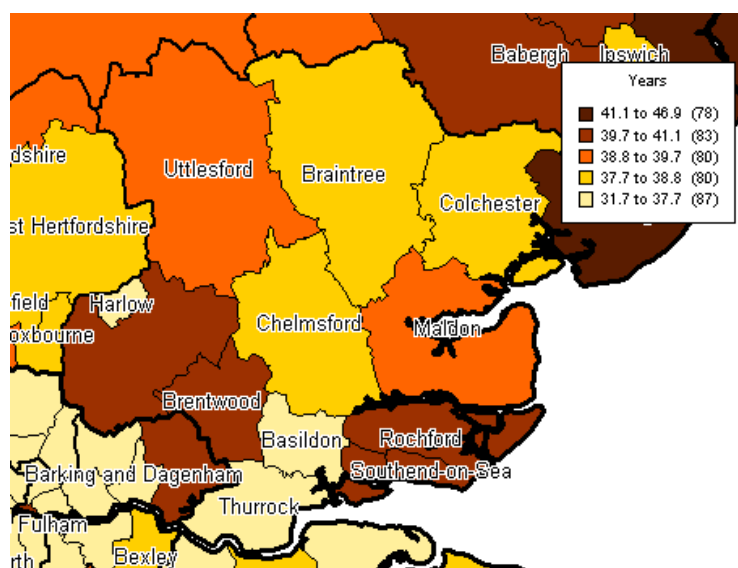 Babergh
Ipswich
Years
41.1 to 46.9 (78)
39.7 to 41.1 (83)
38.8 to 39.7 (80)
37.7 to 38.8 (80)
31.7 to 37.7 (87)
dshire
Uttlesford
Braintree
Colchester
st Hertfordshire
field
Harlow
oxbourne
Chelmsford
Maldon
Brentwood
Basildon
Rochford
Barking and Dagenham
Southend-on-Sea
Thurrock
Fulham
rth
Bexley